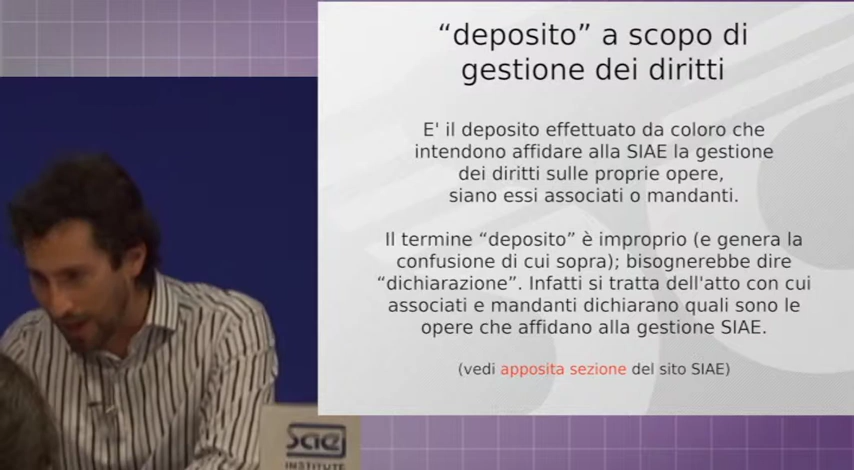 “deposito” a scopo di
gestione dei diritti
E' il deposito effettuato da coloro che
intendono affidare alla SIAE la gestione
dei diritti sulle proprie opere,
siano essi associati o mandanti.
Il termine “deposito” è improprio (e genera la
confusione di cui sopra); bisognerebbe dire
“dichiarazione”. Infatti si tratta dell'atto con cui
associati e mandanti dichiarano quali sono le
opere che affidano alla gestione SIAE.
(vedi apposita sezione del sito SIAE)
sae
INSTITUTE